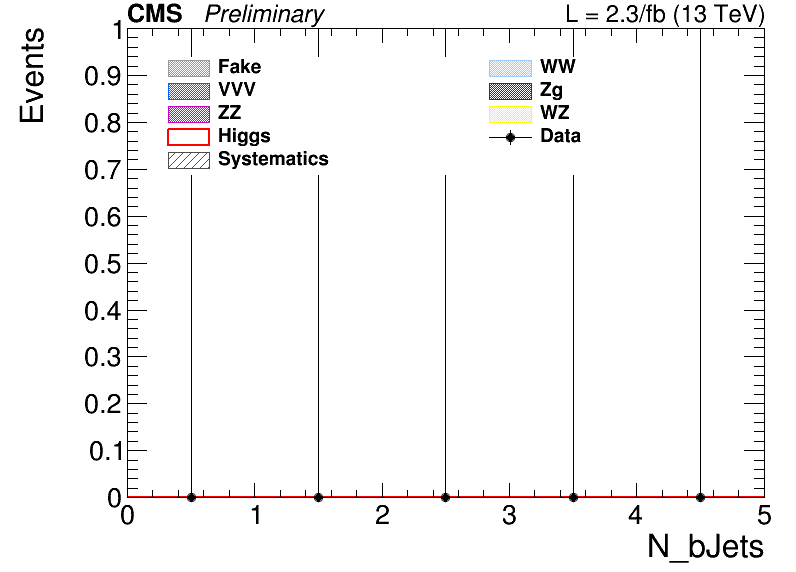 CMS Preliminary L = 2.3/fb (13 TeV)
Events
1
0.9
0.8
0.7
0.6
0.5
0.4
0.3
0.2
0.1
0
Fake
VVV
ZZ
Higgs
Systematics
WW
Zg
WZ
Data
0 1 2 3 4 5
N_bJets